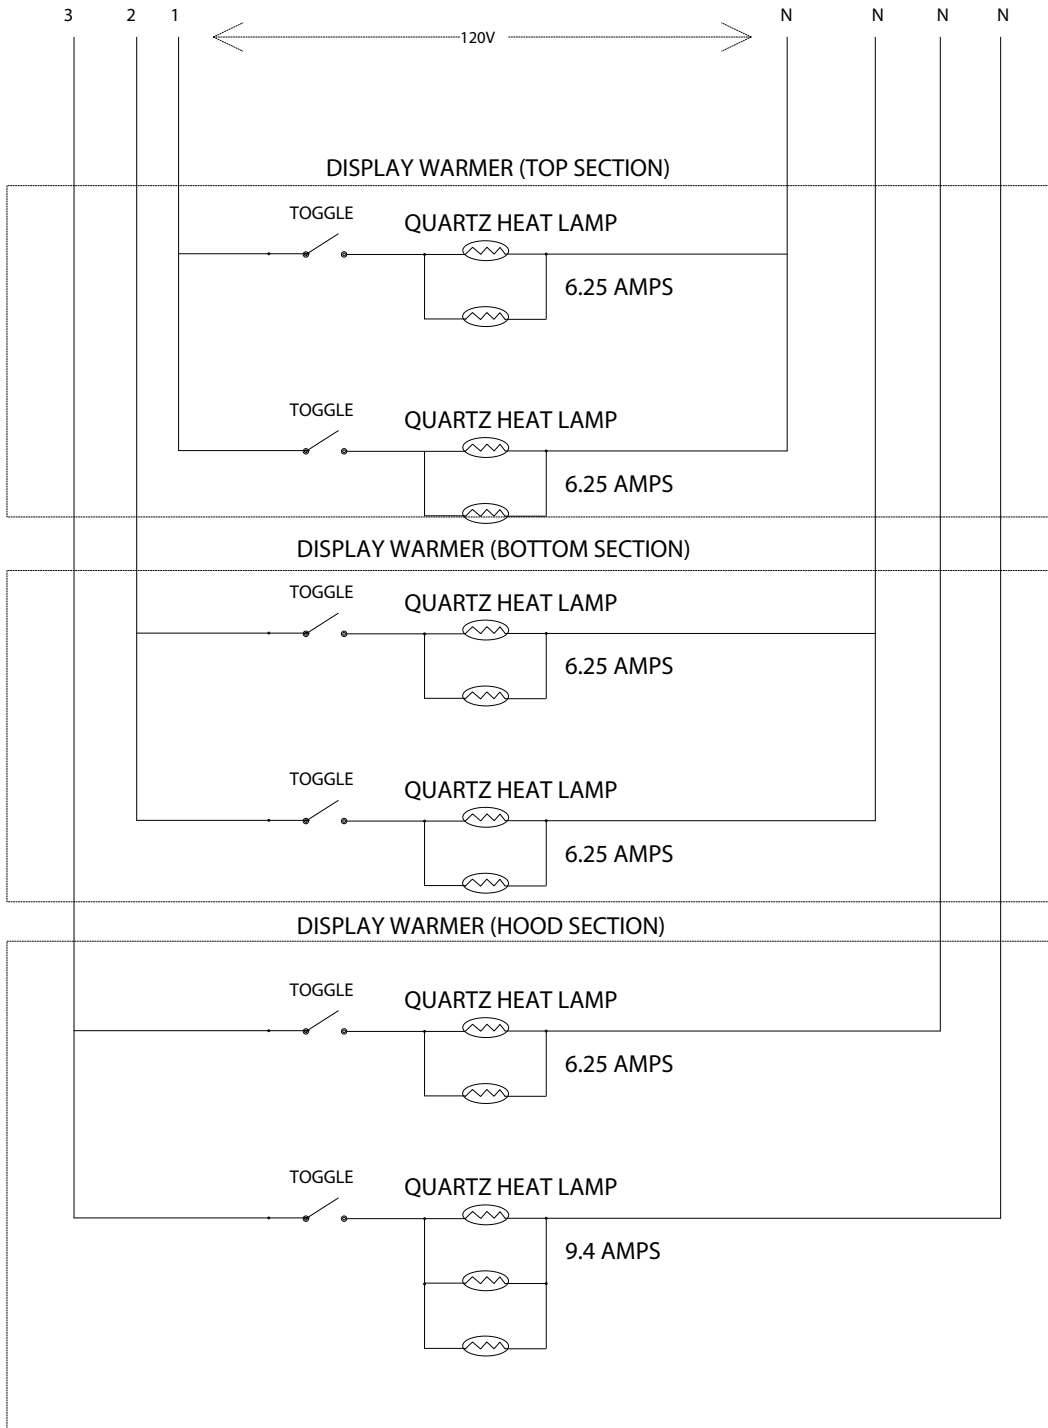 3 2 1 N N N N
120V
DISPLAY WARMER (TOP SECTION)
TOGGLE
QUARTZ HEAT LAMP
6.25 AMPS
TOGGLE
QUARTZ HEAT LAMP
6.25 AMPS
DISPLAY WARMER (BOTTOM SECTION)
TOGGLE
QUARTZ HEAT LAMP
6.25 AMPS
TOGGLE
QUARTZ HEAT LAMP
6.25 AMPS
DISPLAY WARMER (HOOD SECTION)
TOGGLE
QUARTZ HEAT LAMP
6.25 AMPS
TOGGLE
QUARTZ HEAT LAMP
9.4 AMPS